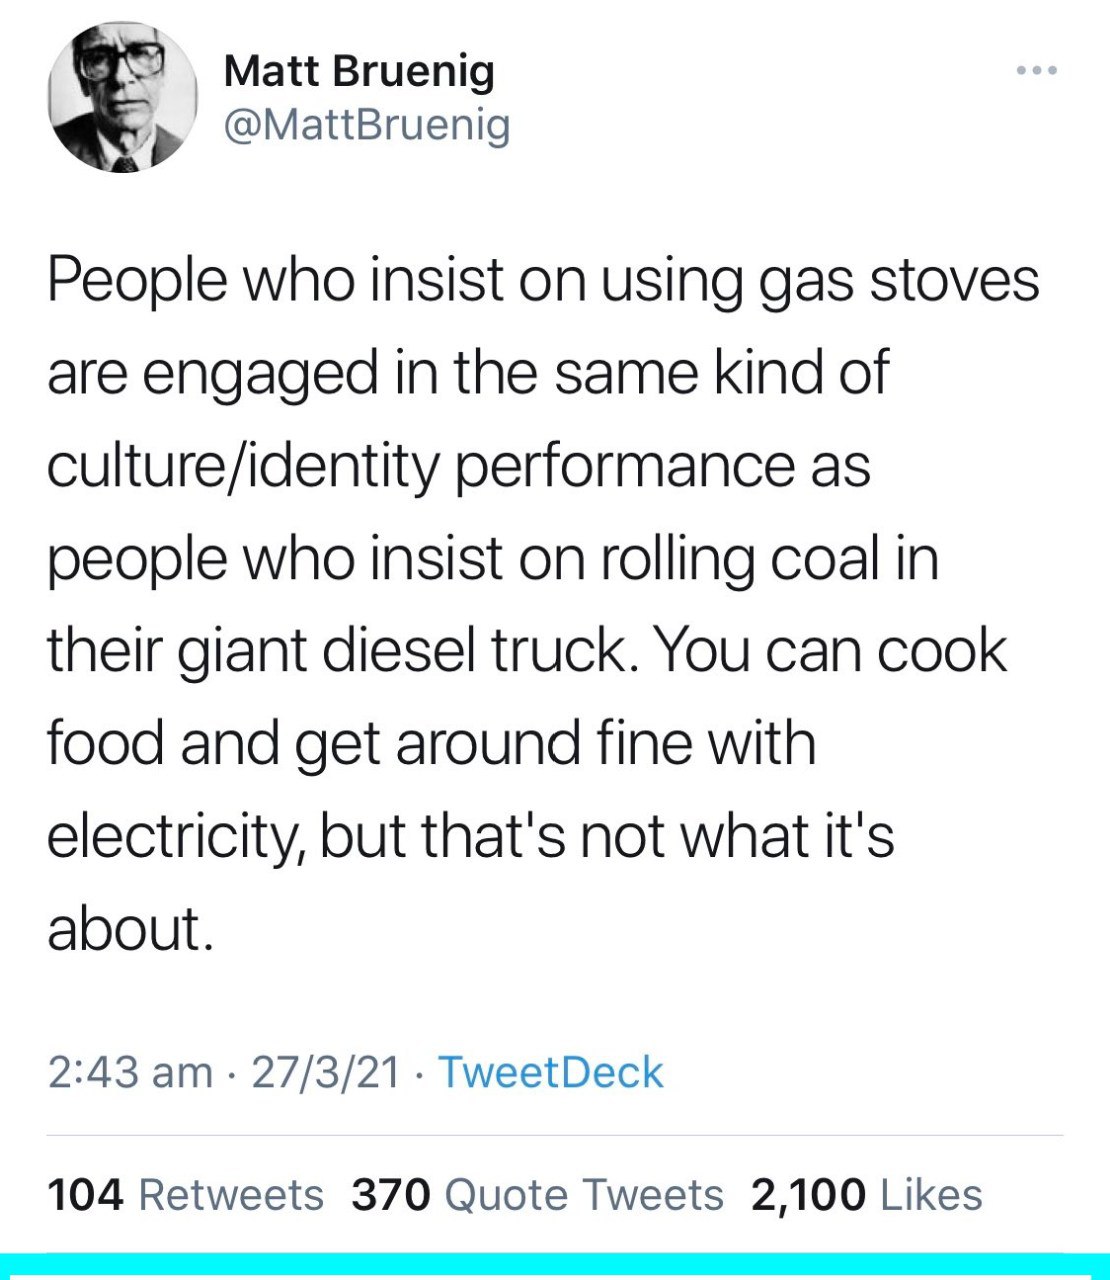 Matt Bruenig
@MattBruenig
People who insist on using gas stoves
are engaged in the same kind of
culture/identity performance as
people who insist on rolling coal in
their giant diesel truck. You can cook
food and get around fine with
electricity, but that's not what it's
about.
2:43 am · 27/3/21 · TweetDeck
104 Retweets 370 Quote Tweets 2,100 Likes